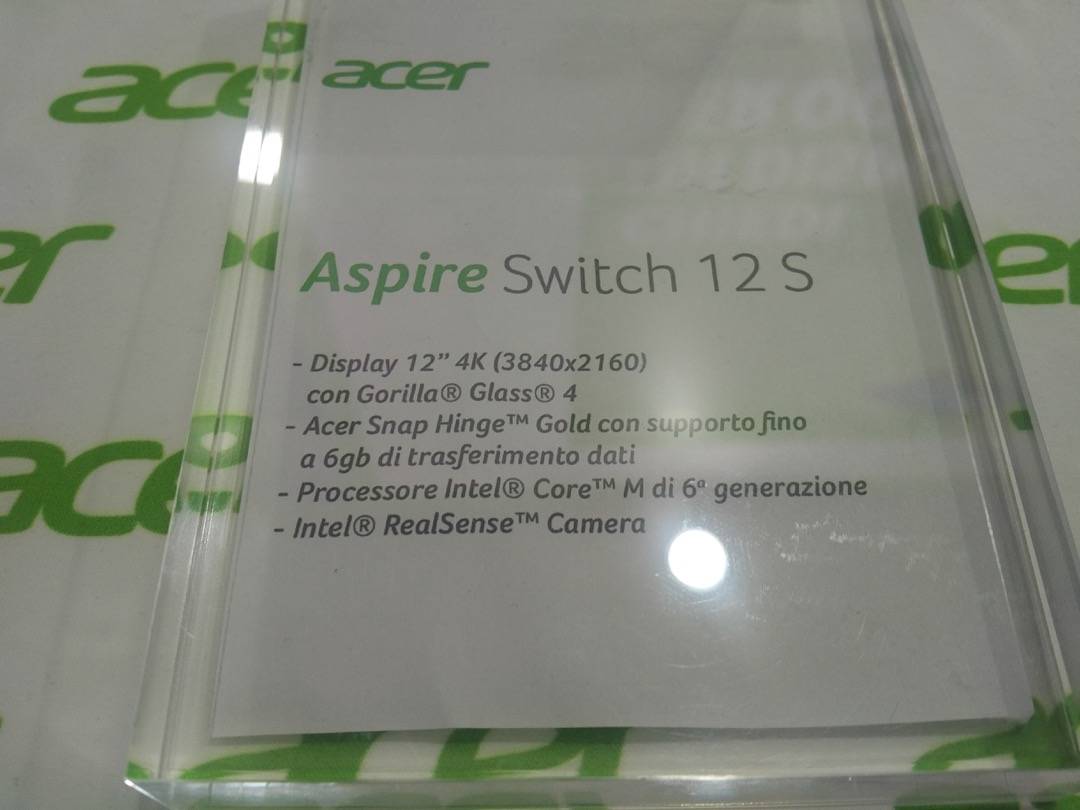 acer
acer
Aspire Switch 12 S
- Display 12” 4K (3840x2160)
con Gorilla® Glass® 4
- Acer Snap Hinge™ Gold con supporto fino
a 6gb di trasferimento dati
- Processore Intel® Core™ M di 6ª generazione
- Intel® RealSense™ Camera